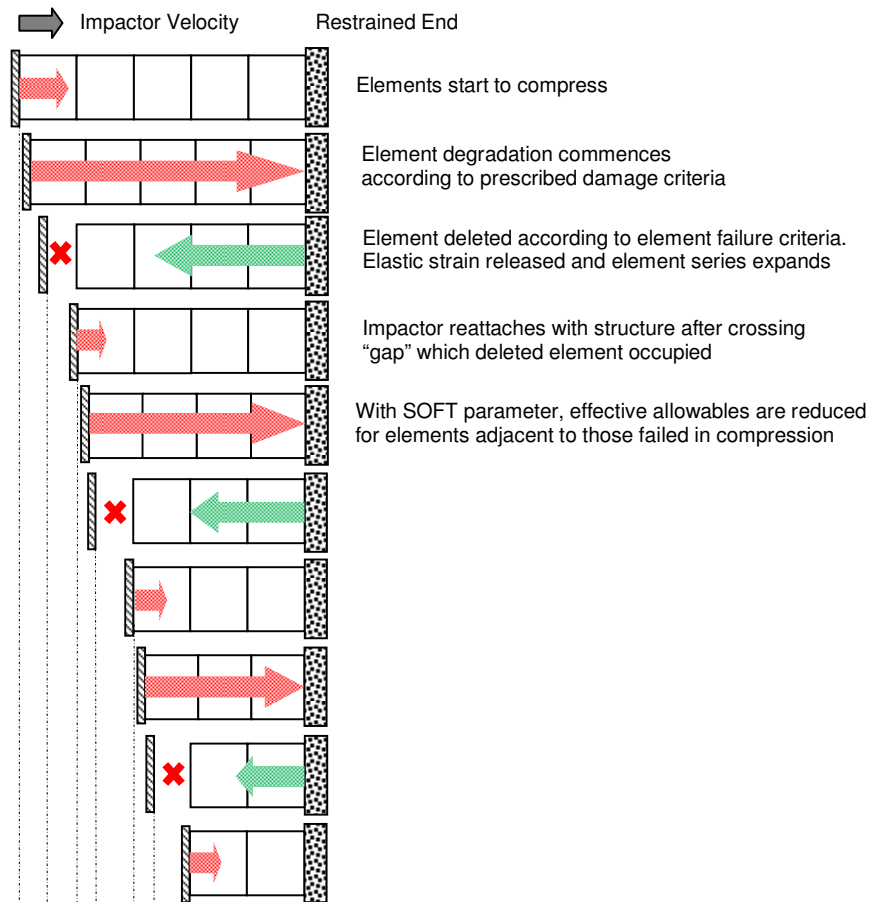 Impactor Velocity
Restrained End
Elements start to compress
Element degradation commences
according to prescribed damage criteria
Element deleted according to element failure criteria.
Elastic strain released and element series expands
Impactor reattaches with structure after crossing
“gap” which deleted element occupied
With SOFT parameter, effective allowables are reduced
for elements adjacent to those failed in compression